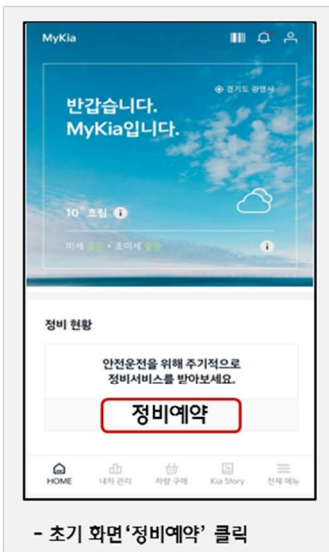 MyKia
경기도 광명시
반갑습니다.
MyKia입니다.
10° 흐림
미세 좋음 • 초미세 좋음
정비 현황
안전운전을 위해 주기적으로
정비서비스를 받아보세요.
정비예약
HOME 내차 관리 차량 구매 Kia Story 전체 메뉴
- 초기 화면‘정비예약’ 클릭